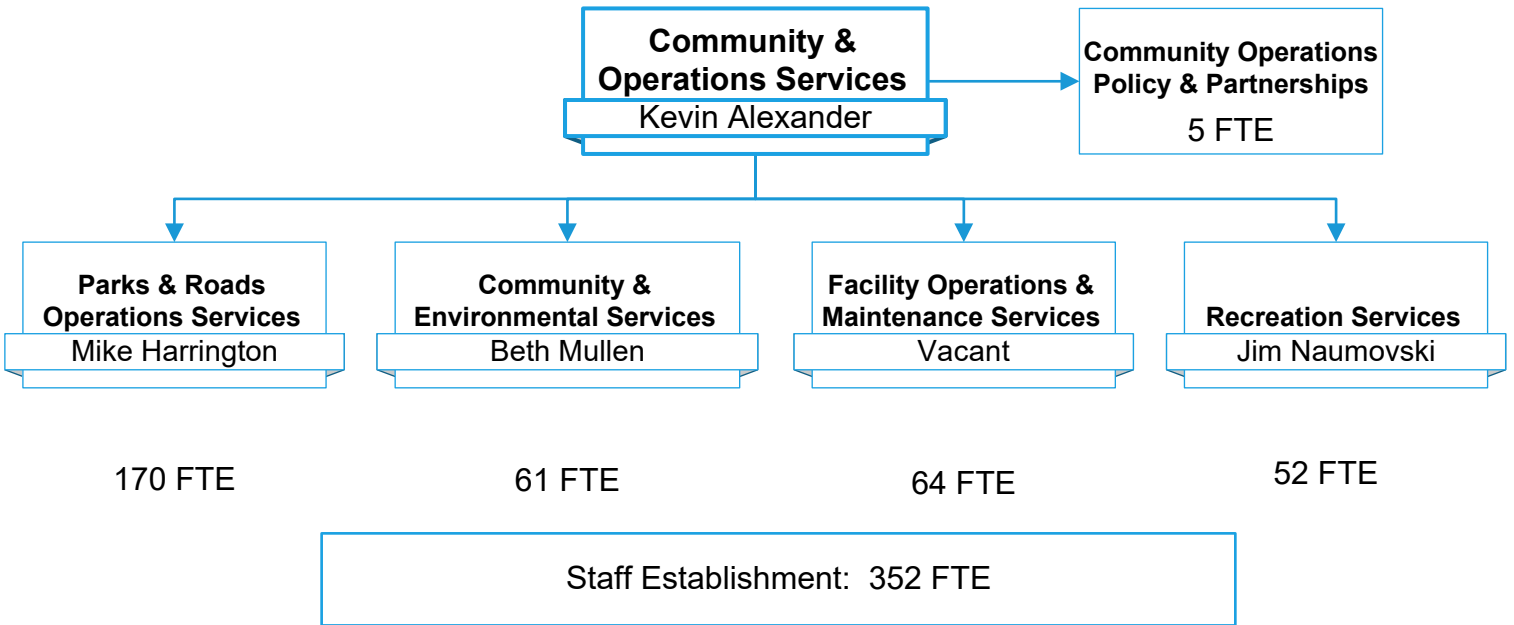 Community &
Operations Services
Kevin Alexander
Community Operations
Policy & Partnerships
5 FTE
Parks & Roads
Operations Services
Mike Harrington
170 FTE
Community &
Environmental Services
Beth Mullen
61 FTE
Facility Operations &
Maintenance Services
Vacant
64 FTE
Recreation Services
Jim Naumovski
52 FTE
Staff Establishment: 352 FTE